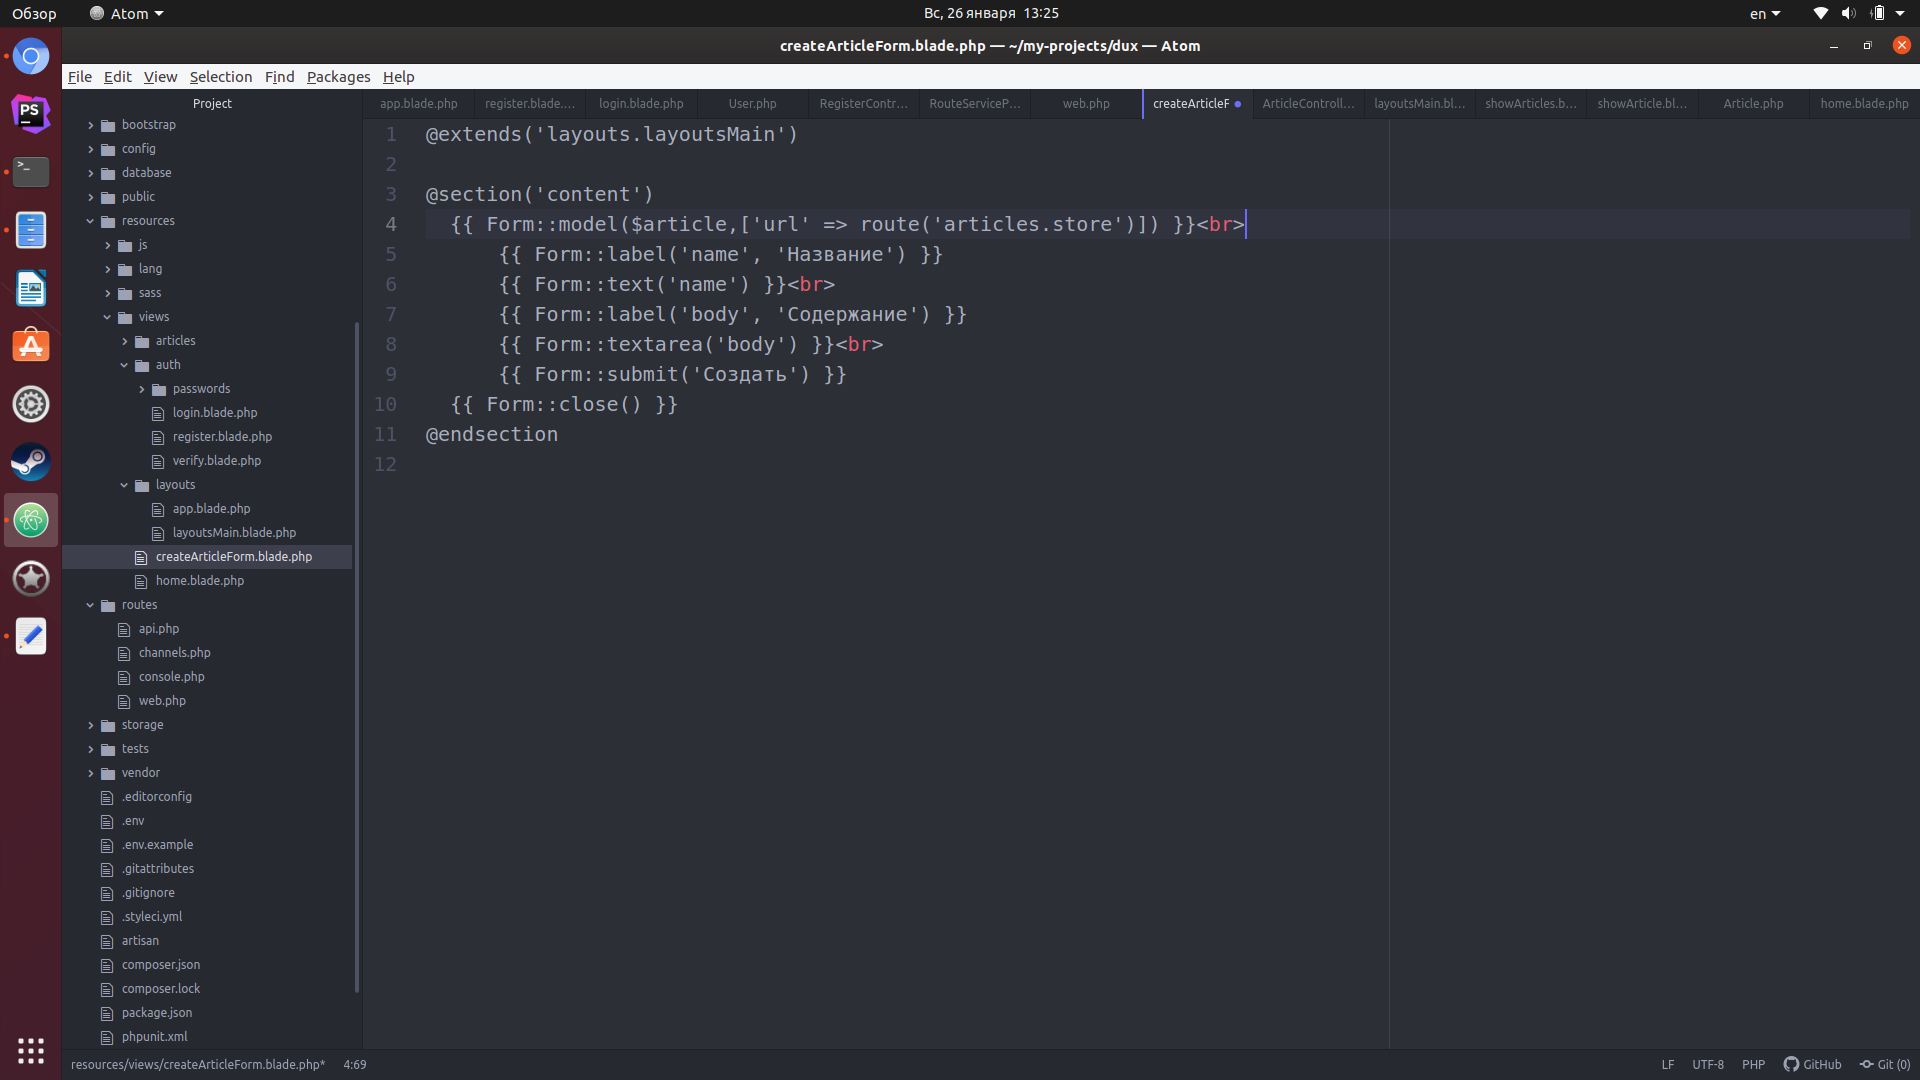 Обзор
Atom
Вс, 26 января 13:25
en
createArticleForm.blade.php — ~/my-projects/dux — Atom
File Edit View Selection Find Packages Help
Project
app.blade.php register.blade.… login.blade.php User.php RegisterContr… RouteServiceP… web.php createArticleF ArticleControll… layoutsMain.bl… showArticles.b… showArticle.bl… Article.php home.blade.php
bootstrap
config
database
public
resources
js
lang
sass
views
articles
auth
passwords
login.blade.php
register.blade.php
verify.blade.php
layouts
app.blade.php
layoutsMain.blade.php
createArticleForm.blade.php
home.blade.php
routes
api.php
channels.php
console.php
web.php
storage
tests
vendor
.editorconfig
.env
.env.example
.gitattributes
.gitignore
.styleci.yml
artisan
composer.json
composer.lock
package.json
phpunit.xml
1 @extends('layouts.layoutsMain')
2
3 @section('content')
4 {{ Form::model($article,['url' => route('articles.store')]) }}<br>
5 {{ Form::label('name', 'Название') }}
6 {{ Form::text('name') }}<br>
7 {{ Form::label('body', 'Содержание') }}
8 {{ Form::textarea('body') }}<br>
9 {{ Form::submit('Создать') }}
10 {{ Form::close() }}
11 @endsection
12
PS
resources/views/createArticleForm.blade.php* 4:69
LF UTF-8 PHP GitHub Git (0)